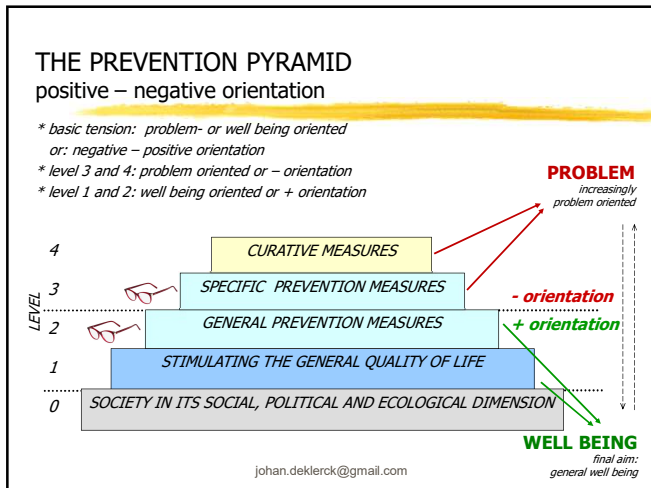 THE PREVENTION PYRAMID
positive – negative orientation
* basic tension: problem- or well being oriented
or: negative – positive orientation
* level 3 and 4: problem oriented or – orientation
* level 1 and 2: well being oriented or + orientation
PROBLEM
increasingly
problem oriented
4
CURATIVE MEASURES
3
SPECIFIC PREVENTION MEASURES
- orientation
LEVEL
2
GENERAL PREVENTION MEASURES
+ orientation
1
STIMULATING THE GENERAL QUALITY OF LIFE
0
SOCIETY IN ITS SOCIAL, POLITICAL AND ECOLOGICAL DIMENSION
WELL BEING
final aim:
general well being
johan.deklerck@gmail.com